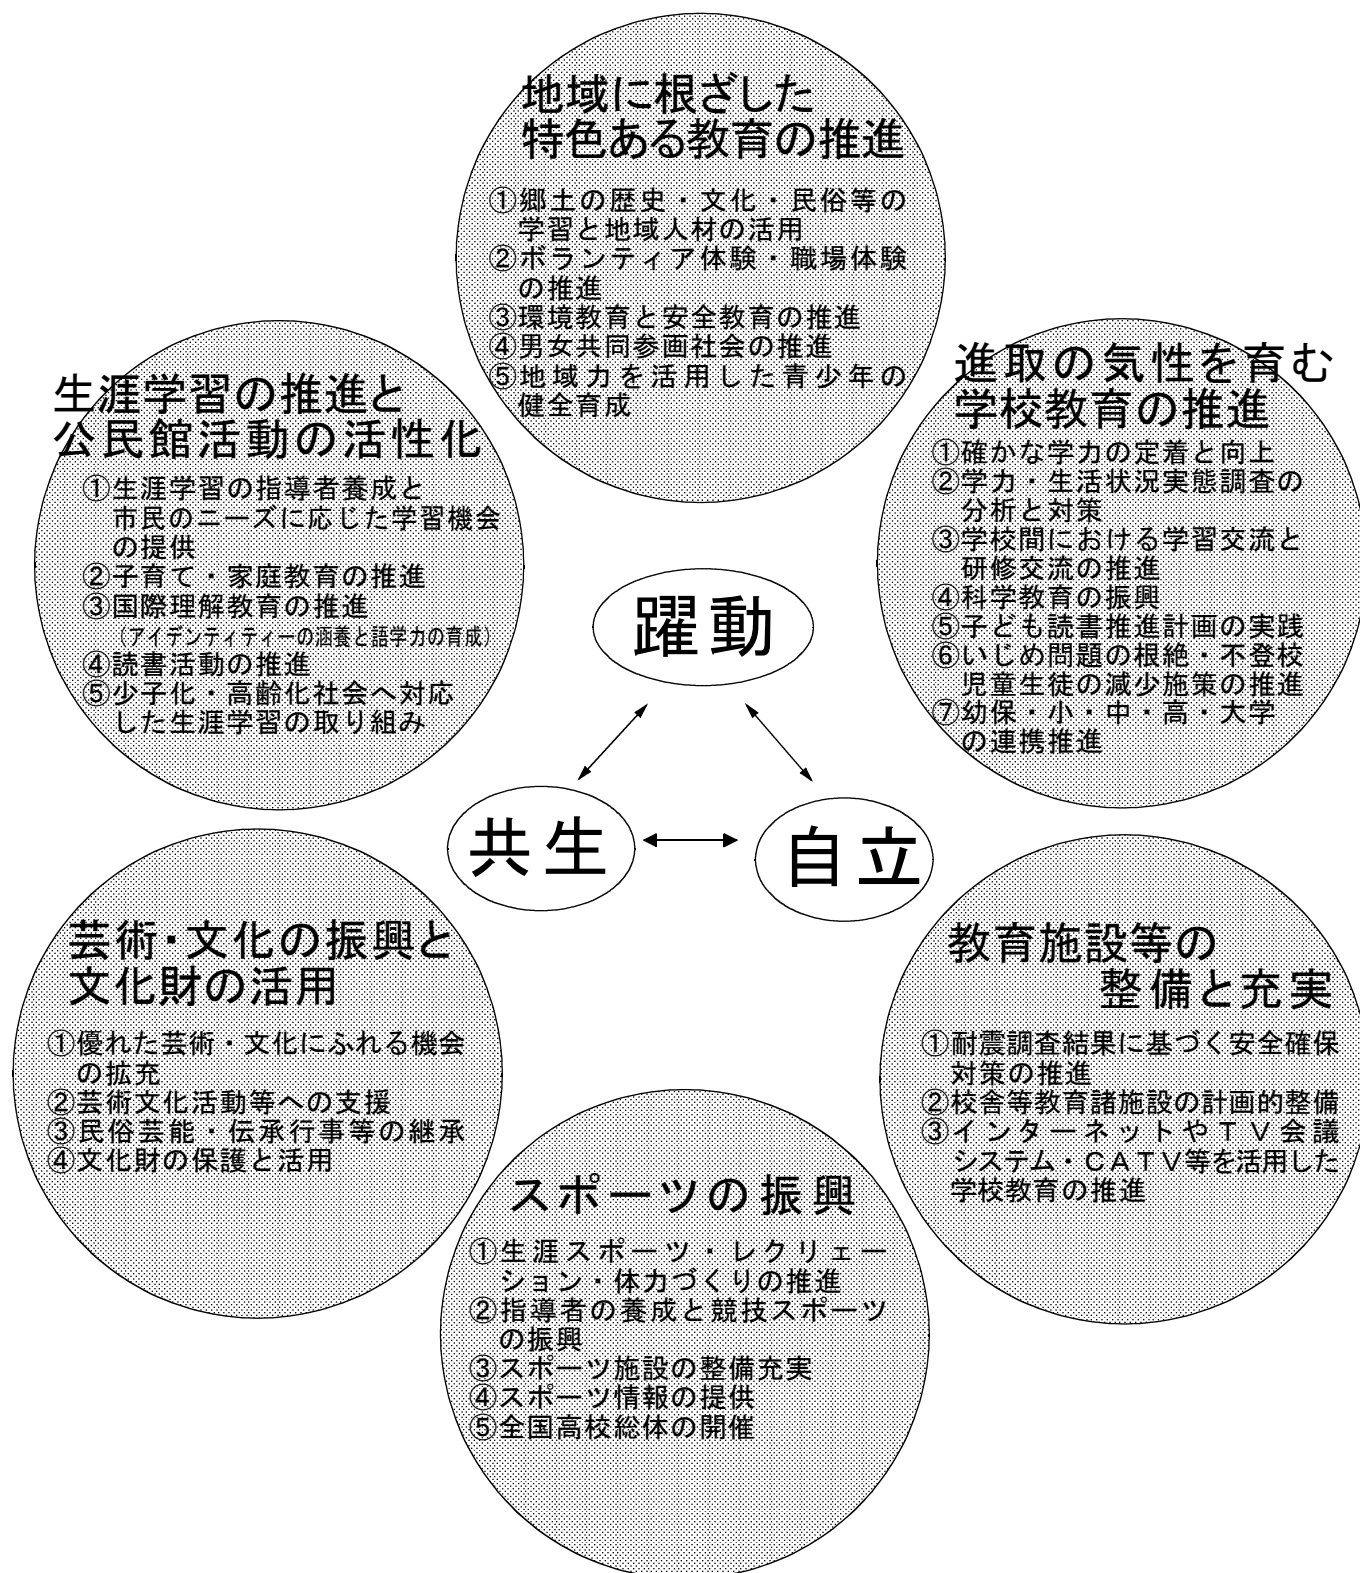 地域に根ざした
特色ある教育の推進
①郷土の歴史・文化・民俗等の
学習と地域人材の活用
②ボランティア体験・職場体験
の推進
③環境教育と安全教育の推進
④男女共同参画社会の推進
⑤地域力を活用した青少年の
健全育成
生涯学習の推進と
公民館活動の活性化
①生涯学習の指導者養成と
市民のニーズに応じた学習機会
の提供
②子育て・家庭教育の推進
③国際理解教育の推進
（アイデンティティーの涵養と語学力の育成）
④読書活動の推進
⑤少子化・高齢化社会へ対応
した生涯学習の取り組み
進取の気性を育む
学校教育の推進
①確かな学力の定着と向上
②学力・生活状況実態調査の
分析と対策
③学校間における学習交流と
研修交流の推進
④科学教育の振興
⑤子ども読書推進計画の実践
⑥いじめ問題の根絶・不登校
児童生徒の減少施策の推進
⑦幼保・小・中・高・大学
の連携推進
躍動
共生
自立
芸術・文化の振興と
文化財の活用
①優れた芸術・文化にふれる機会
の拡充
②芸術文化活動等への支援
③民俗芸能・伝承行事等の継承
④文化財の保護と活用
教育施設等の
整備と充実
①耐震調査結果に基づく安全確保
対策の推進
②校舎等教育諸施設の計画的整備
③インターネットやＴＶ会議
システム・ＣＡＴＶ等を活用した
学校教育の推進
スポーツの振興
①生涯スポーツ・レクリェー
ション・体力づくりの推進
②指導者の養成と競技スポーツ
の振興
③スポーツ施設の整備充実
④スポーツ情報の提供
⑤全国高校総体の開催